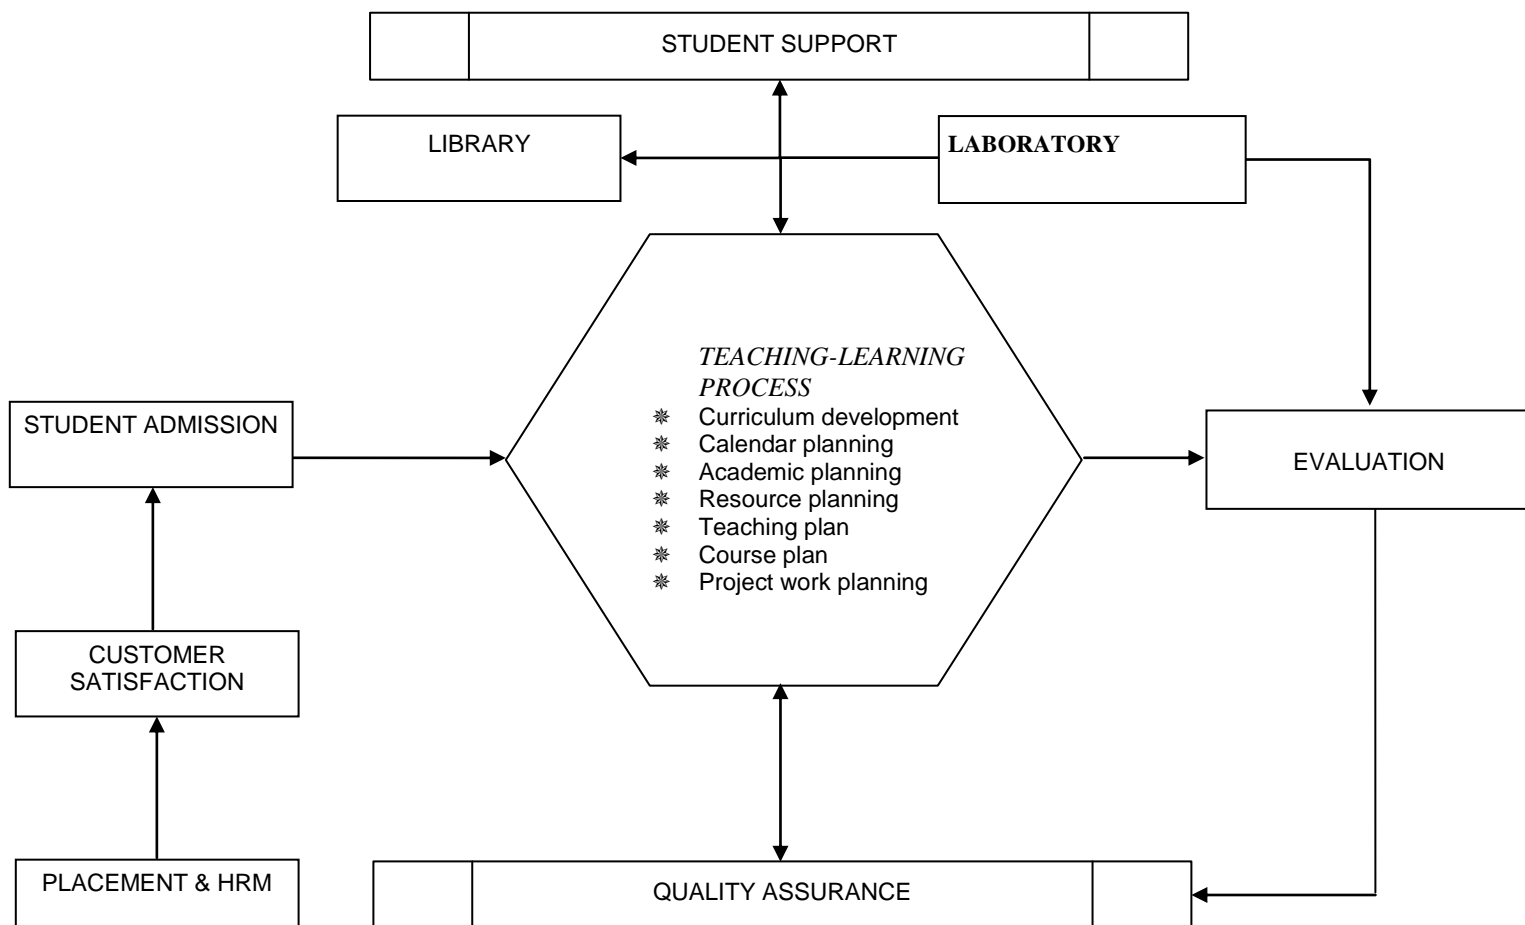 STUDENT SUPPORT
LIBRARY
LABORATORY
TEACHING-LEARNING
PROCESS
Curriculum development
Calendar planning
Academic planning
Resource planning
Teaching plan
Course plan
Project work planning
STUDENT ADMISSION
EVALUATION
CUSTOMER
SATISFACTION
PLACEMENT & HRM
QUALITY ASSURANCE